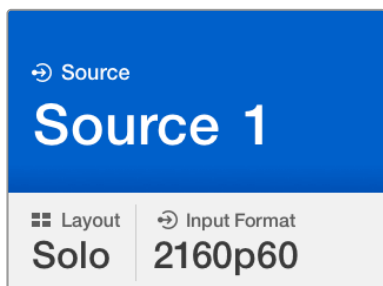 Source
Source 1
Layout
Input Format
Solo
2160p60